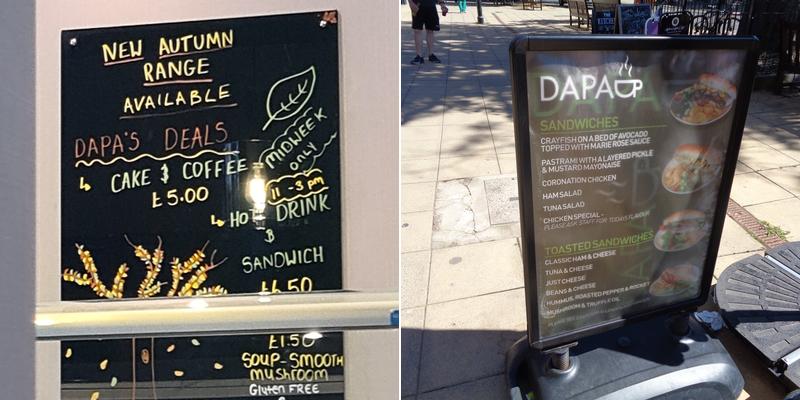 NEW AUTUMN
RANGE
AVAILABLE
DAPA'S DEALS
MIDWEEK
ONLY
11-3pm
CAKE & COFFEE
£5.00
HOT DRINK
&
SANDWICH
£6.50
£1.50
SOUP-SMOOTH
MUSHROOM
Gluten FREE
DAPA
SANDWICHES
CRAYFISH ON A BED OF AVOCADO
TOPPED WITH MARIE ROSE SAUCE
PASTRAMI WITH A LAYERED PICKLE
& MUSTARD MAYONAISE
CORONATION CHICKEN
HAM SALAD
TUNA SALAD
CHICKEN SPECIAL -
PLEASE ASK STAFF FOR TODAYS FLAVOUR
TOASTED SANDWICHES
CLASSIC HAM & CHEESE
TUNA & CHEESE
JUST CHEESE
BEANS & CHEESE
HUMMUS, ROASTED PEPPER & ROCKET
MUSHROOM & TRUFFLE OIL